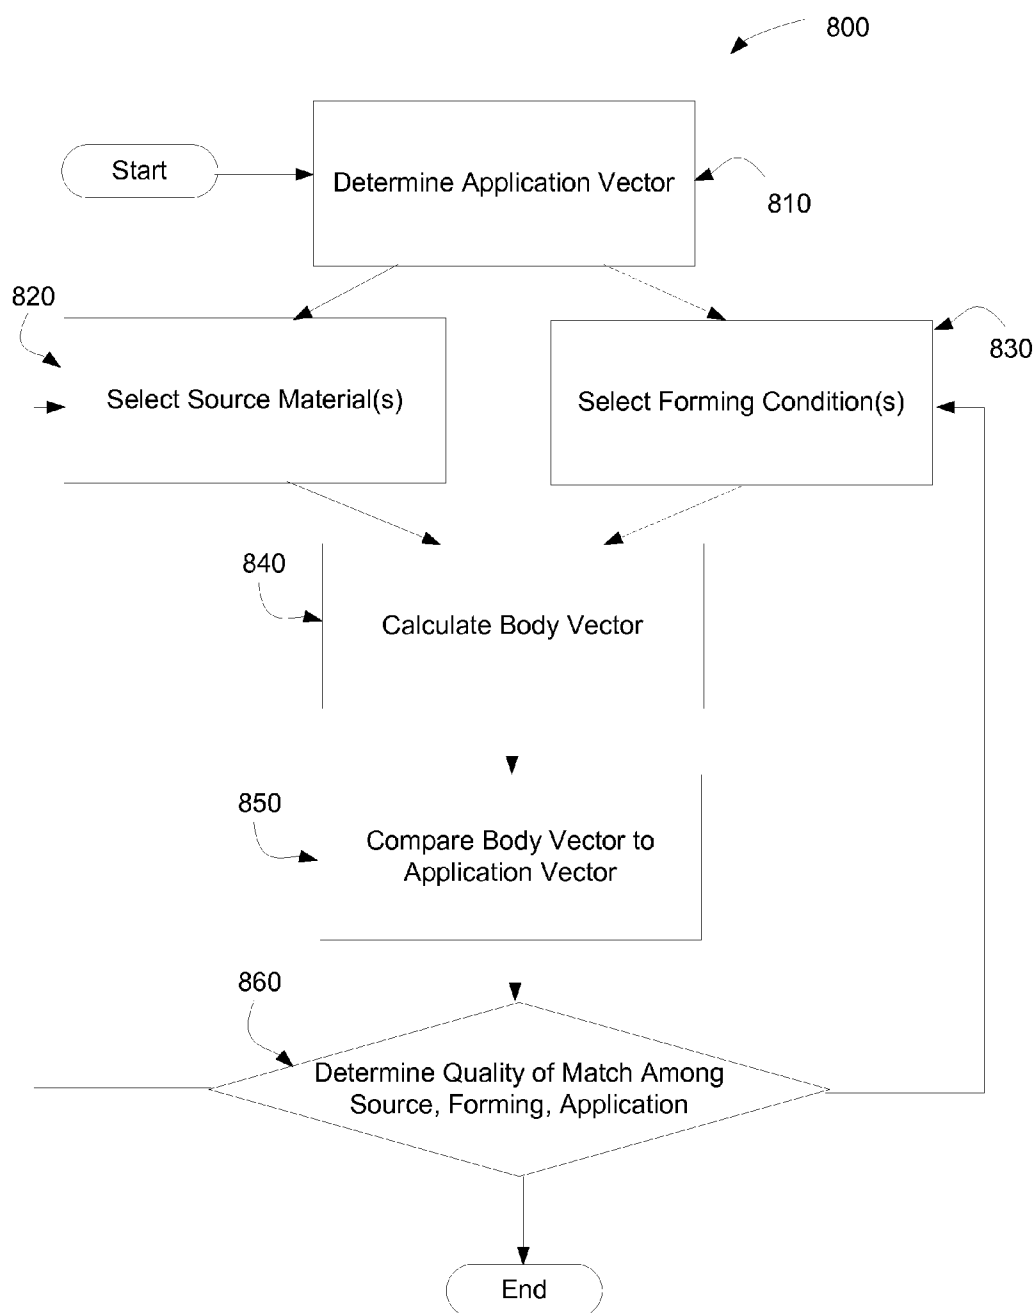 800
Start
Determine Application Vector
810
820
830
Select Source Material(s)
Select Forming Condition(s)
840
Calculate Body Vector
850
Compare Body Vector to
Application Vector
860
Determine Quality of Match Among
Source, Forming, Application
End